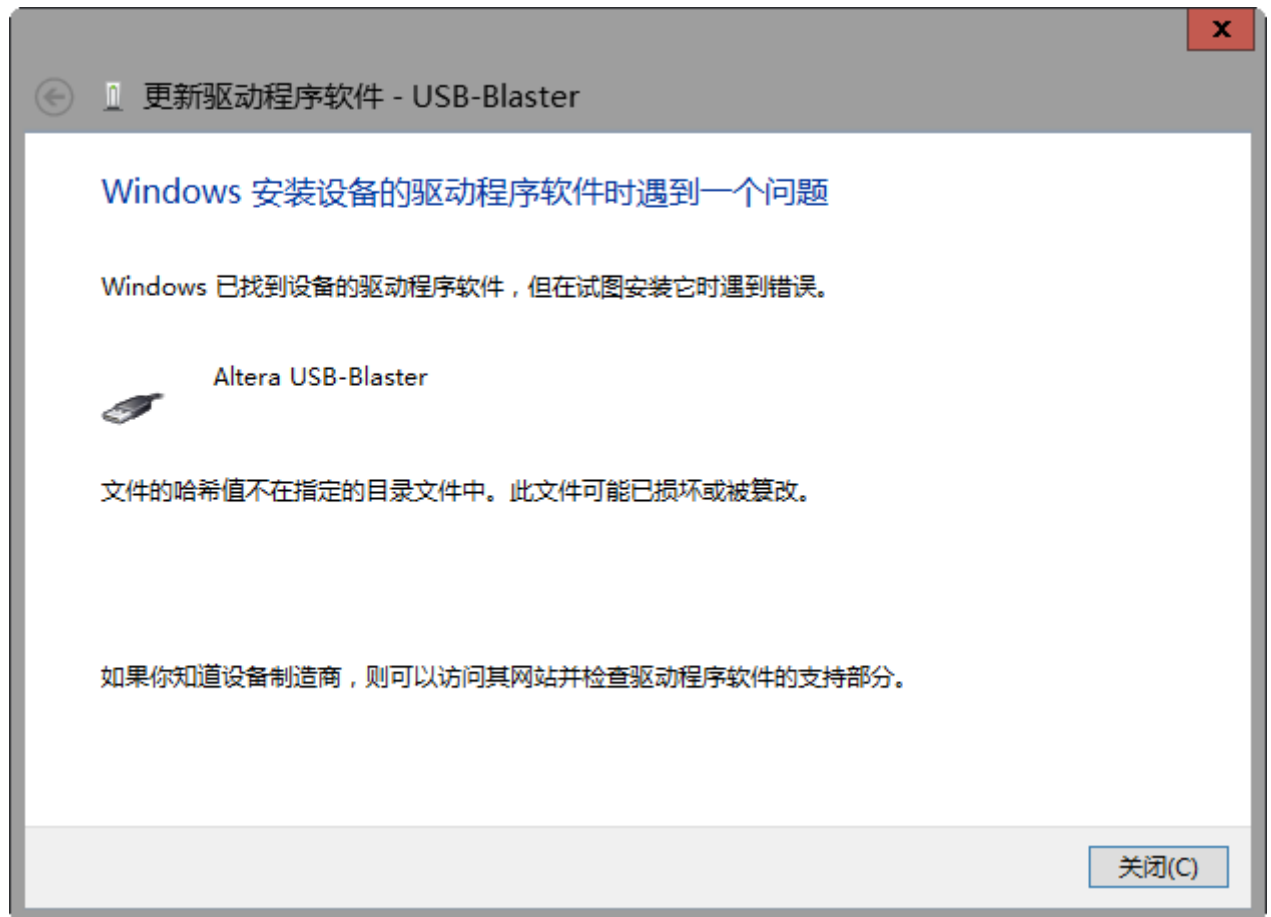 x
更新驱动程序软件 - USB-Blaster
Windows 安装设备的驱动程序软件时遇到一个问题
Windows 已找到设备的驱动程序软件，但在试图安装它时遇到错误。
Altera USB-Blaster
文件的哈希值不在指定的目录文件中。此文件可能已损坏或被篡改。
如果你知道设备制造商，则可以访问其网站并检查驱动程序软件的支持部分。
关闭(C)